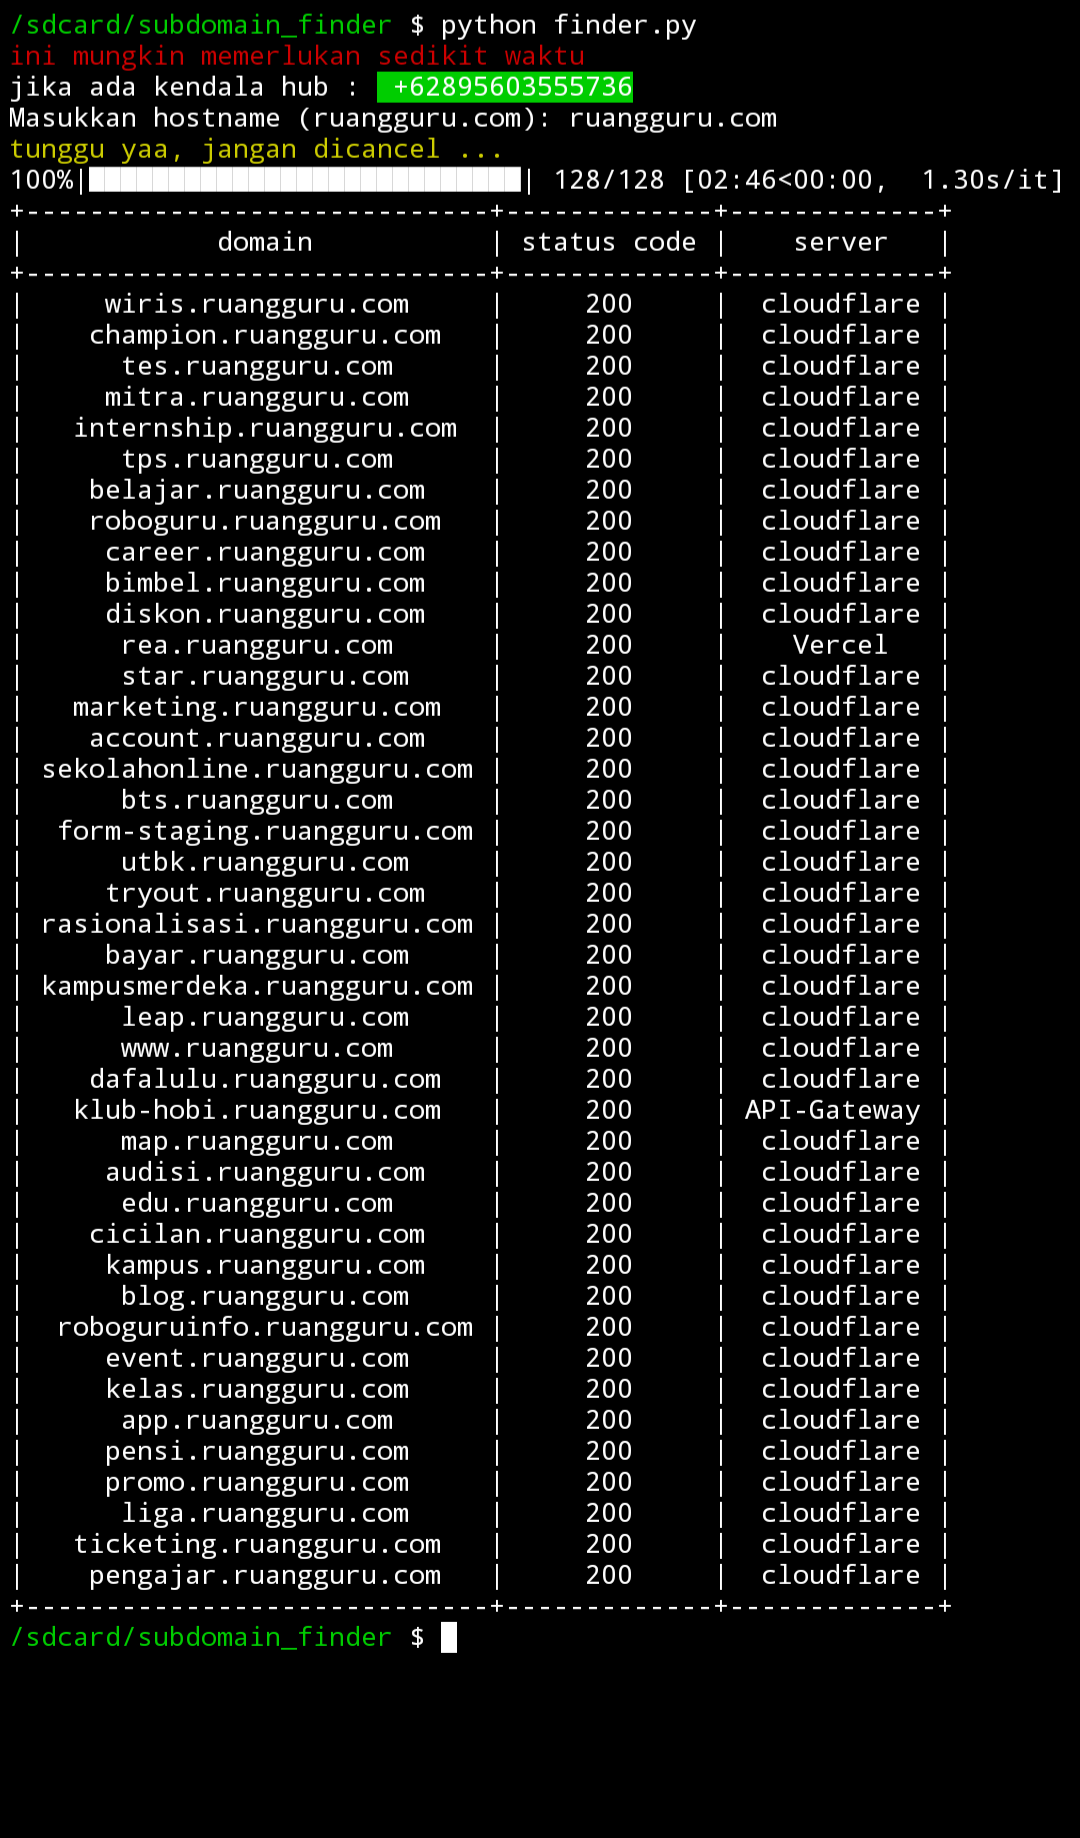 /sdcard/subdomain_finder $ python finder.py
ini mungkin memerlukan sedikit waktu
jika ada kendala hub :  +62895603555736
Masukkan hostname (ruangguru.com): ruangguru.com
tunggu yaa, jangan dicancel ...
100%|███████████████████████████| 128/128 [02:46<00:00,  1.30s/it]
+-----------------------------+-------------+-------------+
|            domain           | status code |    server   |
+-----------------------------+-------------+-------------+
|     wiris.ruangguru.com     |     200     |  cloudflare |
|    champion.ruangguru.com   |     200     |  cloudflare |
|      tes.ruangguru.com      |     200     |  cloudflare |
|     mitra.ruangguru.com     |     200     |  cloudflare |
|   internship.ruangguru.com  |     200     |  cloudflare |
|      tps.ruangguru.com      |     200     |  cloudflare |
|    belajar.ruangguru.com    |     200     |  cloudflare |
|    roboguru.ruangguru.com   |     200     |  cloudflare |
|     career.ruangguru.com    |     200     |  cloudflare |
|     bimbel.ruangguru.com    |     200     |  cloudflare |
|     diskon.ruangguru.com    |     200     |  cloudflare |
|      rea.ruangguru.com      |     200     |    Vercel   |
|      star.ruangguru.com     |     200     |  cloudflare |
|   marketing.ruangguru.com   |     200     |  cloudflare |
|    account.ruangguru.com    |     200     |  cloudflare |
| sekolahonline.ruangguru.com |     200     |  cloudflare |
|      bts.ruangguru.com      |     200     |  cloudflare |
|  form-staging.ruangguru.com |     200     |  cloudflare |
|      utbk.ruangguru.com     |     200     |  cloudflare |
|     tryout.ruangguru.com    |     200     |  cloudflare |
| rasionalisasi.ruangguru.com |     200     |  cloudflare |
|     bayar.ruangguru.com     |     200     |  cloudflare |
| kampusmerdeka.ruangguru.com |     200     |  cloudflare |
|      leap.ruangguru.com     |     200     |  cloudflare |
|      www.ruangguru.com      |     200     |  cloudflare |
|    dafalulu.ruangguru.com   |     200     |  cloudflare |
|   klub-hobi.ruangguru.com   |     200     | API-Gateway |
|      map.ruangguru.com      |     200     |  cloudflare |
|     audisi.ruangguru.com    |     200     |  cloudflare |
|      edu.ruangguru.com      |     200     |  cloudflare |
|    cicilan.ruangguru.com    |     200     |  cloudflare |
|     kampus.ruangguru.com    |     200     |  cloudflare |
|      blog.ruangguru.com     |     200     |  cloudflare |
|  roboguruinfo.ruangguru.com |     200     |  cloudflare |
|     event.ruangguru.com     |     200     |  cloudflare |
|     kelas.ruangguru.com     |     200     |  cloudflare |
|      app.ruangguru.com      |     200     |  cloudflare |
|     pensi.ruangguru.com     |     200     |  cloudflare |
|     promo.ruangguru.com     |     200     |  cloudflare |
|      liga.ruangguru.com     |     200     |  cloudflare |
|   ticketing.ruangguru.com   |     200     |  cloudflare |
|    pengajar.ruangguru.com   |     200     |  cloudflare |
+-----------------------------+-------------+-------------+
/sdcard/subdomain_finder $